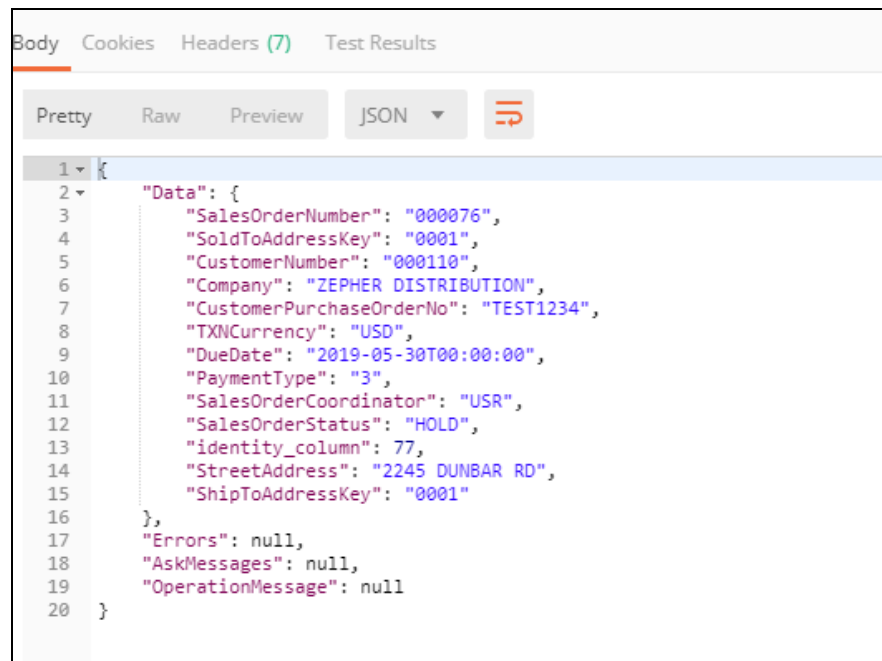 Body Cookies Headers (7) Test Results
Pretty Raw Preview JSON
1 {
2 "Data": {
3 "SalesOrderNumber": "000076",
4 "SoldToAddressKey": "0001",
5 "CustomerNumber": "000110",
6 "Company": "ZEPHER DISTRIBUTION",
7 "CustomerPurchaseOrderNo": "TEST1234",
8 "TXNCurrency": "USD",
9 "DueDate": "2019-05-30T00:00:00",
10 "PaymentType": "3",
11 "SalesOrderCoordinator": "USR",
12 "SalesOrderStatus": "HOLD",
13 "identity_column": 77,
14 "StreetAddress": "2245 DUNBAR RD",
15 "ShipToAddressKey": "0001"
16 },
17 "Errors": null,
18 "AskMessages": null,
19 "OperationMessage": null
20 }